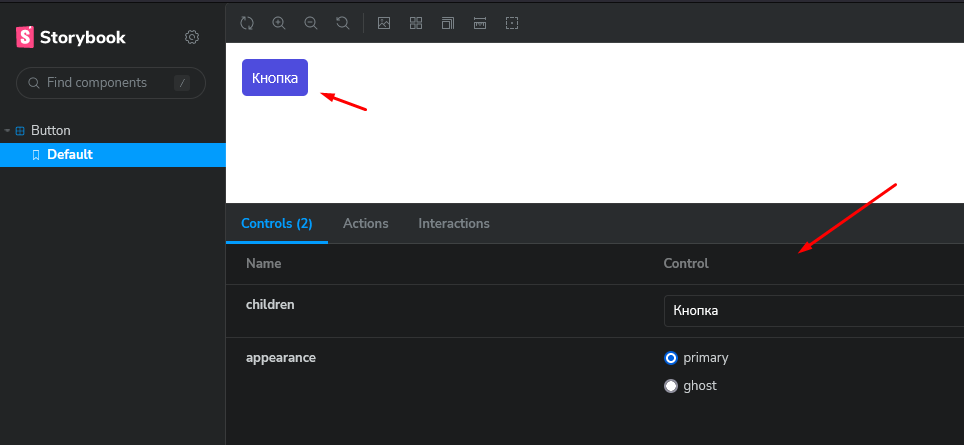 Storybook
Find components /
Кнопка
Button
Default
Controls (2) Actions Interactions
Name Control
children Кнопка
appearance primary
ghost